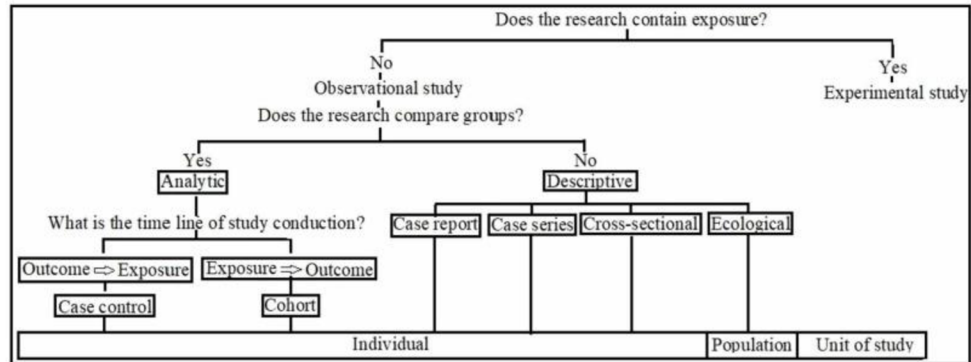 Does the research contain exposure?
No
Yes
Observational study
Experimental study
Does the research compare groups?
Yes
No
Analytic
Descriptive
What is the time line of study conduction?
Case report
Case series
Cross-sectional
Ecological
Outcome ⇨ Exposure
Exposure ⇨ Outcome
Case control
Cohort
Individual
Population
Unit of study